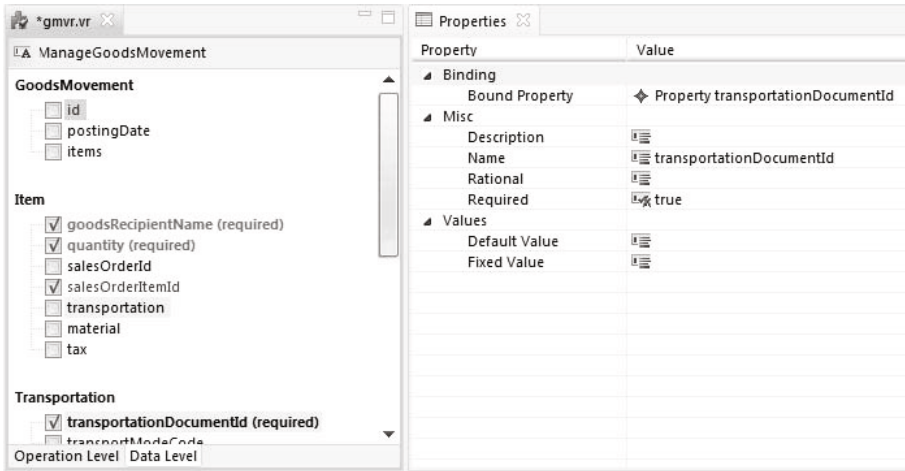 *gmvr.vr
ManageGoodsMovement
GoodsMovement
id
postingDate
items
Item
goodsRecipientName (required)
quantity (required)
salesOrderId
salesOrderItemId
transportation
material
tax
Transportation
transportationDocumentId (required)
transportModeCode
Operation Level Data Level
Properties
Property Value
Binding
Bound Property Property transportationDocumentId
Misc
Description
Name transportationDocumentId
Rational
Required true
Values
Default Value
Fixed Value